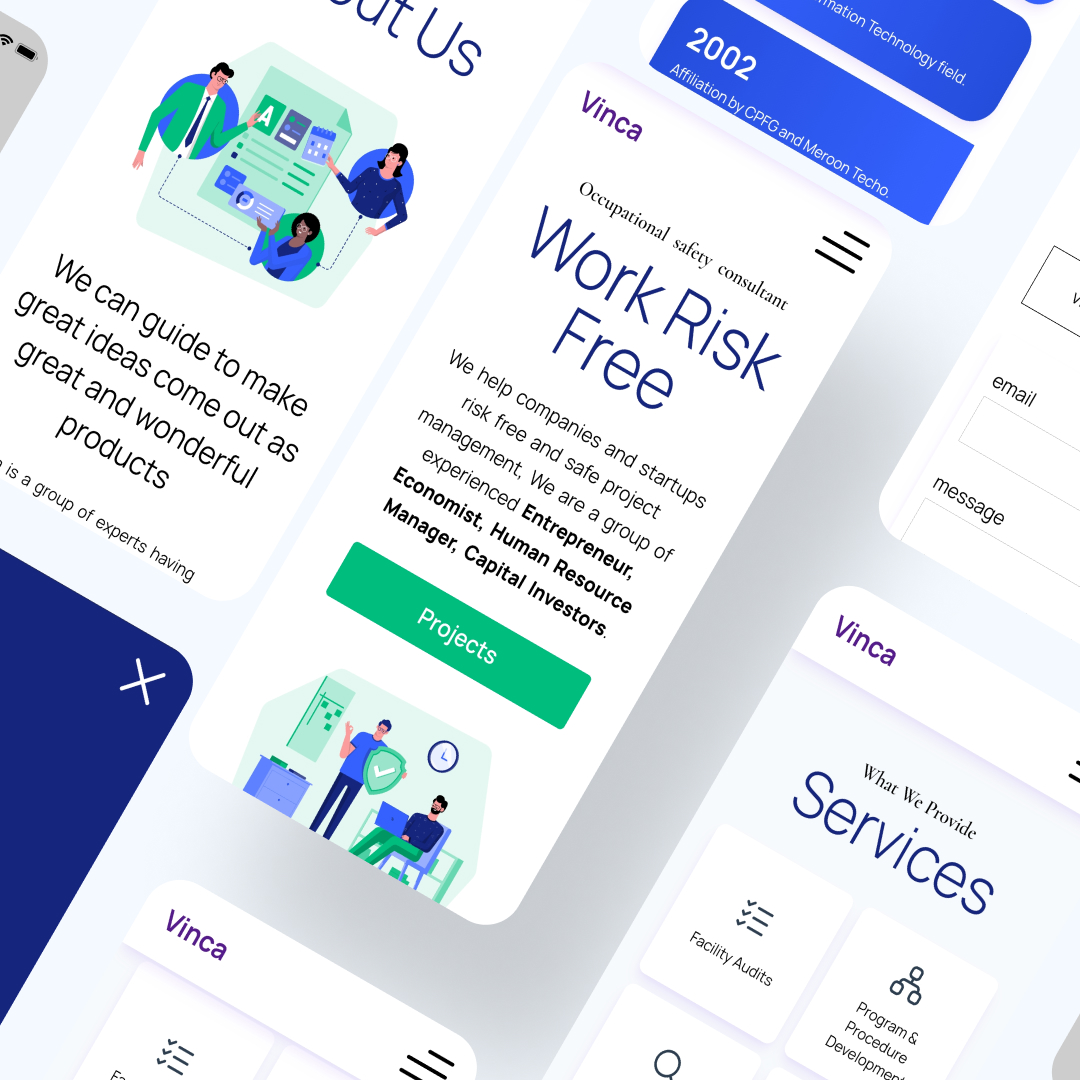 Us
A
We can guide to make
great ideas come out as
great and wonderful
products
is a group of experts having
Technology field.
2002
Affiliation by CPFG and Meroon Techo.
Vinca
Occupational safety consultant
Work Risk
Free
We help companies and startups
risk free and safe project
management, We are a group of
experienced Entrepreneur,
Economist, Human Resource
Manager, Capital Investors.
Projects
email
message
Vinca
What We Provide
Services
Facility Audits
Program &
Procedure
Development
Vinca